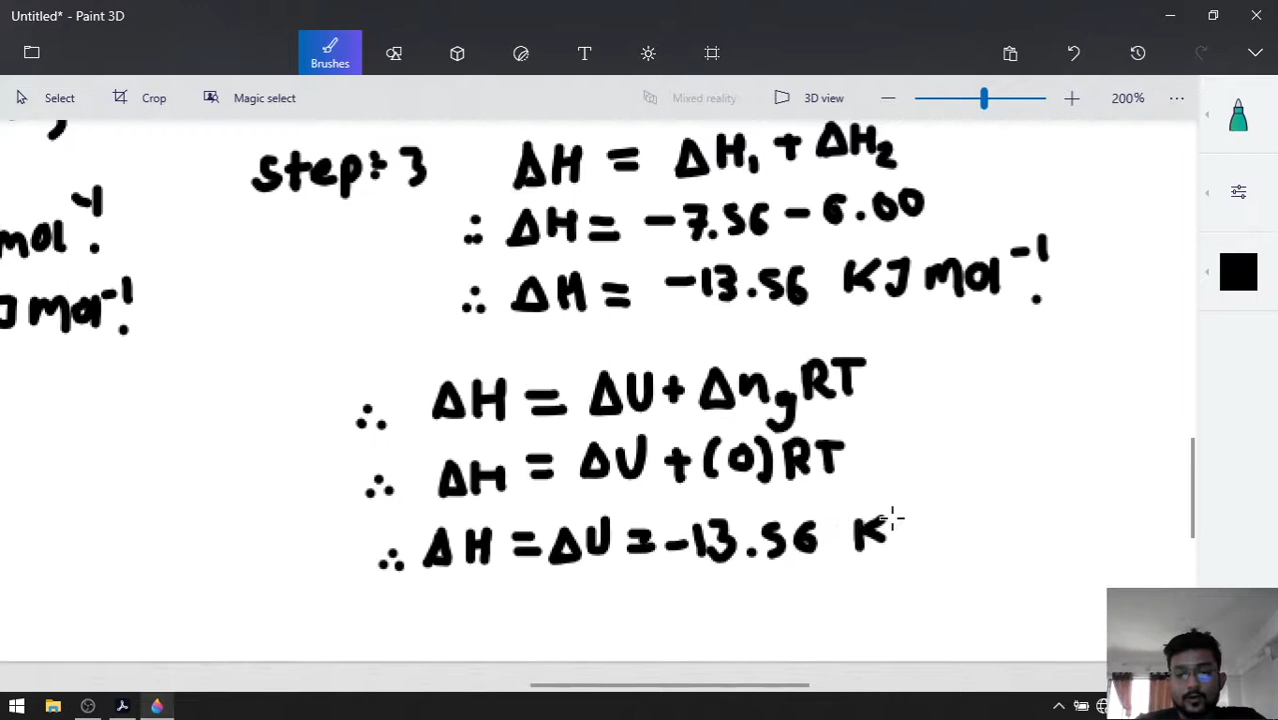 Untitled* - Paint 3D
Brushes
Select Crop Magic select Mixed reality 3D view 200%
step:- 3 ΔH = ΔH₁ + ΔH₂
mol⁻¹.
∴ ΔH = -7.56 - 6.00
J mol⁻¹.
∴ ΔH = -13.56 KJ mol⁻¹.
∴ ΔH = ΔU + Δn_gRT
∴ ΔH = ΔU + (0)RT
∴ ΔH = ΔU = -13.56 K